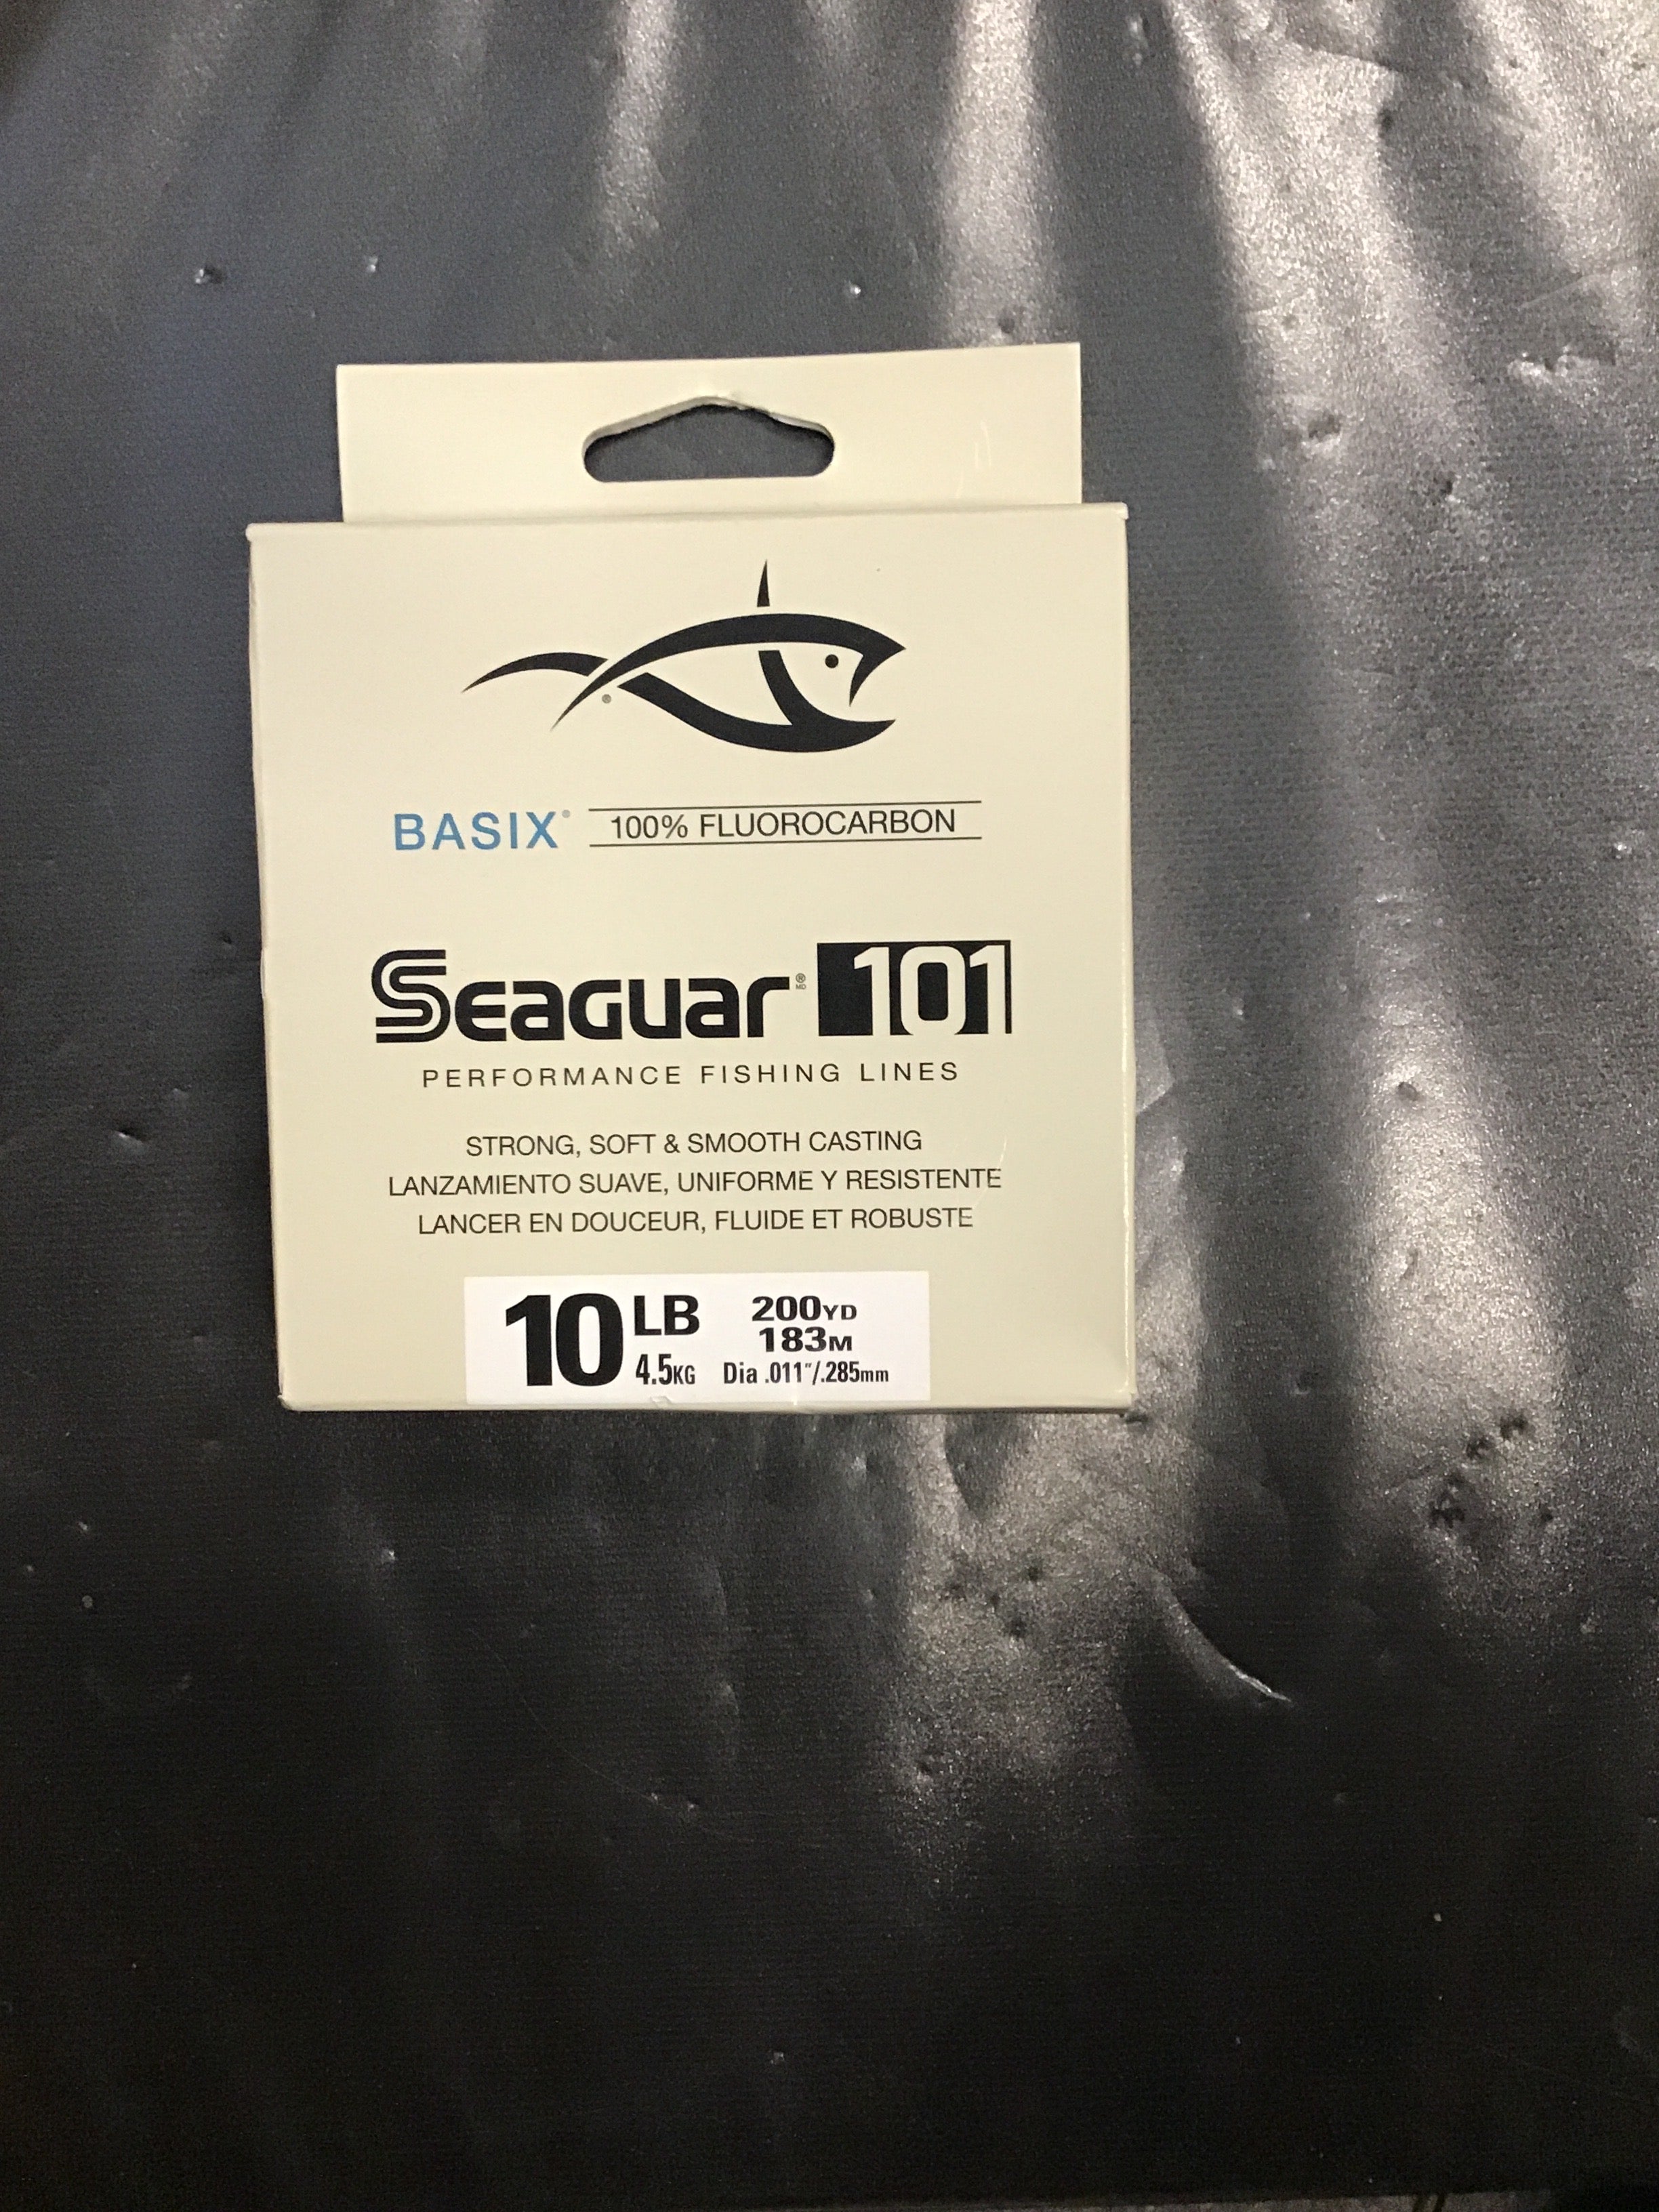 BASIX® 100% FLUOROCARBON
SEAGUAR® 101
PERFORMANCE FISHING LINES
STRONG, SOFT & SMOOTH CASTING
LANZAMIENTO SUAVE, UNIFORME Y RESISTENTE
LANCER EN DOUCEUR, FLUIDE ET ROBUSTE
10 LB 200YD
183M
4.5KG Dia .011"/.285mm